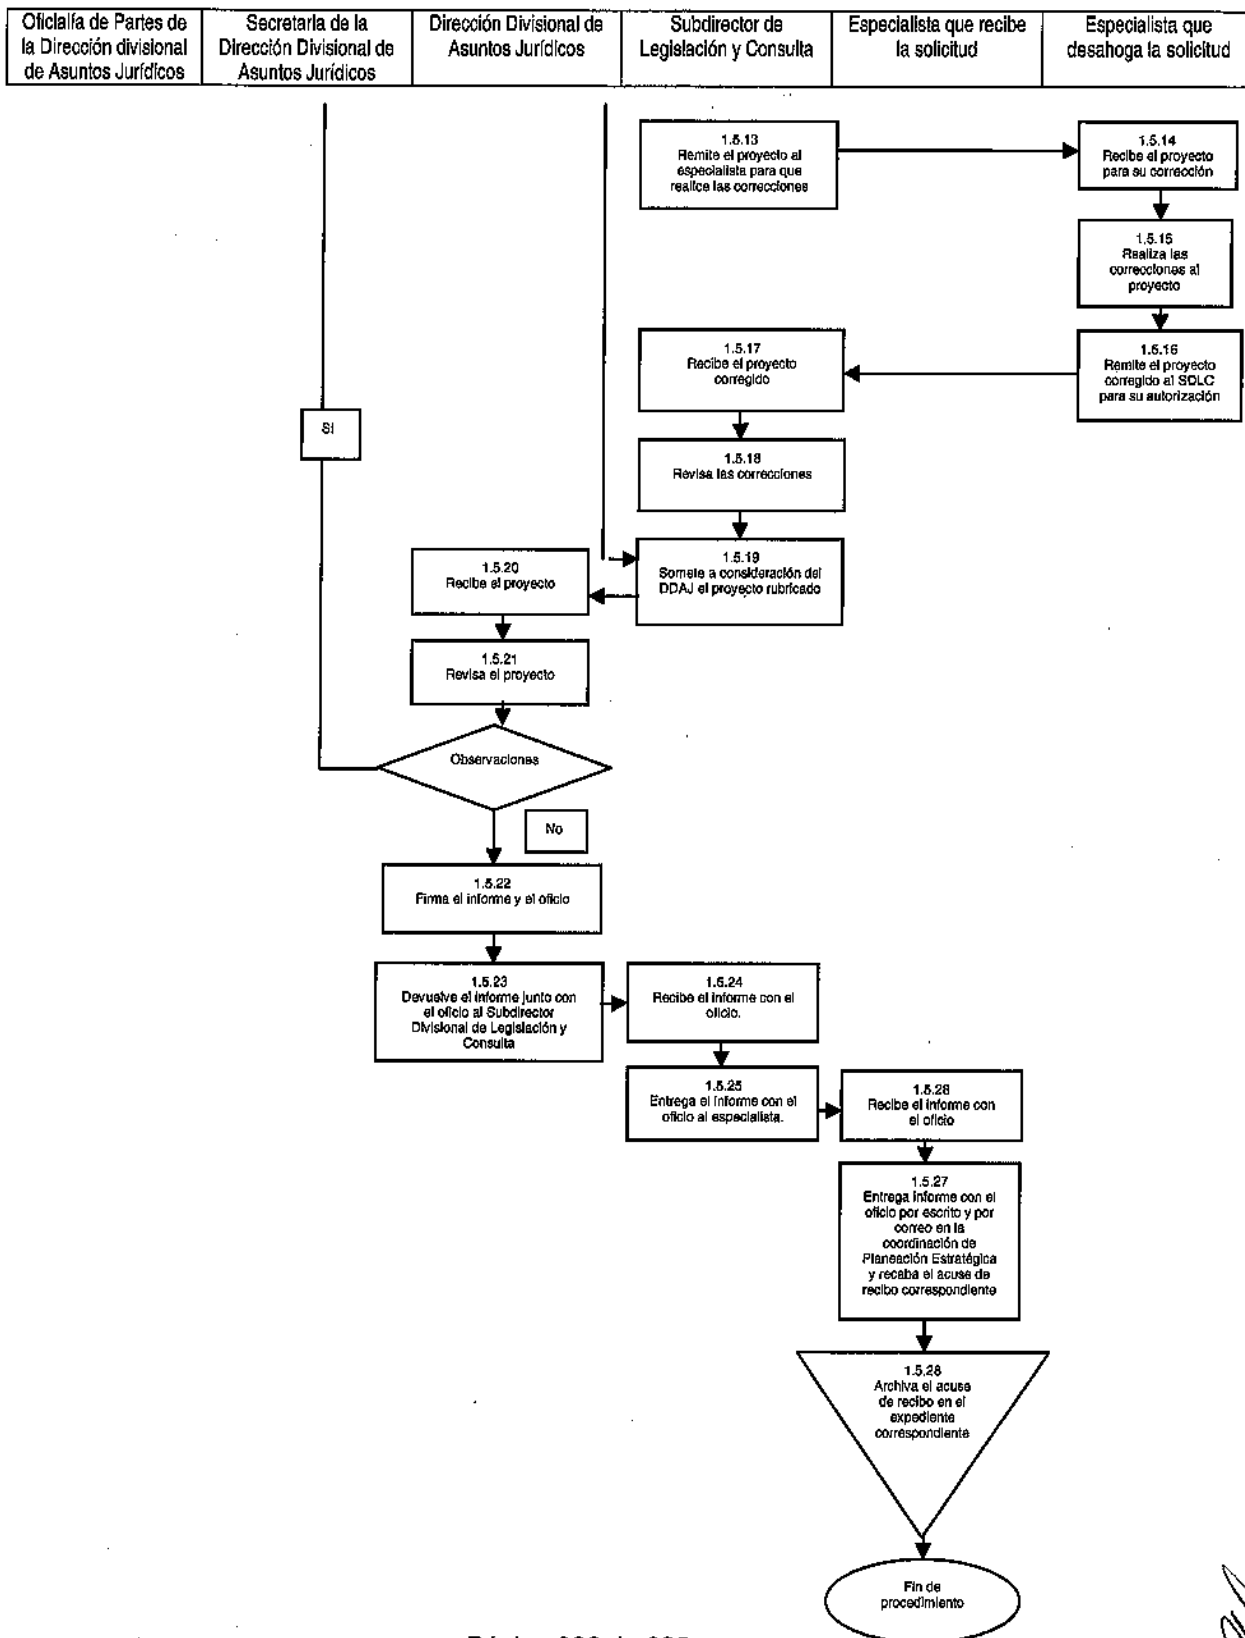 Oficialía de Partes de
la Dirección divisional
de Asuntos Jurídicos
Secretaria de la
Dirección Divisional de
Asuntos Jurídicos
Dirección Divisional de
Asuntos Jurídicos
Subdirector de
Legislación y Consulta
Especialista que recibe
la solicitud
Especialista que
desahoga la solicitud
1.5.13
Remite el proyecto al
especialista para que
realice las correcciones
1.5.14
Recibe el proyecto
para su corrección
1.5.15
Realiza las
correcciones al
proyecto
1.5.16
Remite el proyecto
corregido al SDLC
para su autorización
1.5.17
Recibe el proyecto
corregido
Si
1.5.18
Revisa las correcciones
1.5.19
Somete a consideración del
DDAJ el proyecto rubricado
1.5.20
Recibe el proyecto
1.5.21
Revisa el proyecto
Observaciones
No
1.5.22
Firma el informe y el oficio
1.5.23
Devuelve el informe junto con
el oficio al Subdirector
Divisional de Legislación y
Consulta
1.5.24
Recibe el informe con el
oficio.
1.5.25
Entrega el informe con el
oficio al especialista.
1.5.26
Recibe el informe con
el oficio
1.5.27
Entrega informe con el
oficio por escrito y por
correo en la
coordinación de
Planeación Estratégica
y recaba el acuse de
recibo correspondiente
1.5.28
Archiva el acuse
de recibo en el
expediente
correspondiente
Fin de
procedimiento